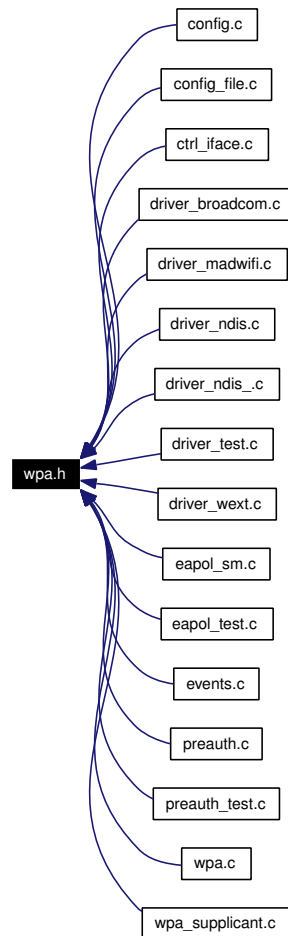 config.c
config_file.c
ctrl_iface.c
driver_broadcom.c
driver_madwifi.c
driver_ndis.c
driver_ndis_.c
driver_test.c
wpa.h
driver_wext.c
eapol_sm.c
eapol_test.c
events.c
preauth.c
preauth_test.c
wpa.c
wpa_supplicant.c